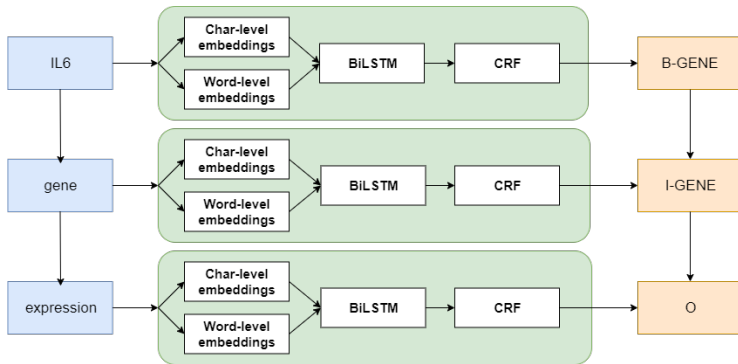 Char-level
embeddings
IL6
BiLSTM
CRF
B-GENE
Word-level
embeddings
Char-level
embeddings
gene
BiLSTM
CRF
I-GENE
Word-level
embeddings
Char-level
embeddings
expression
BiLSTM
CRF
O
Word-level
embeddings